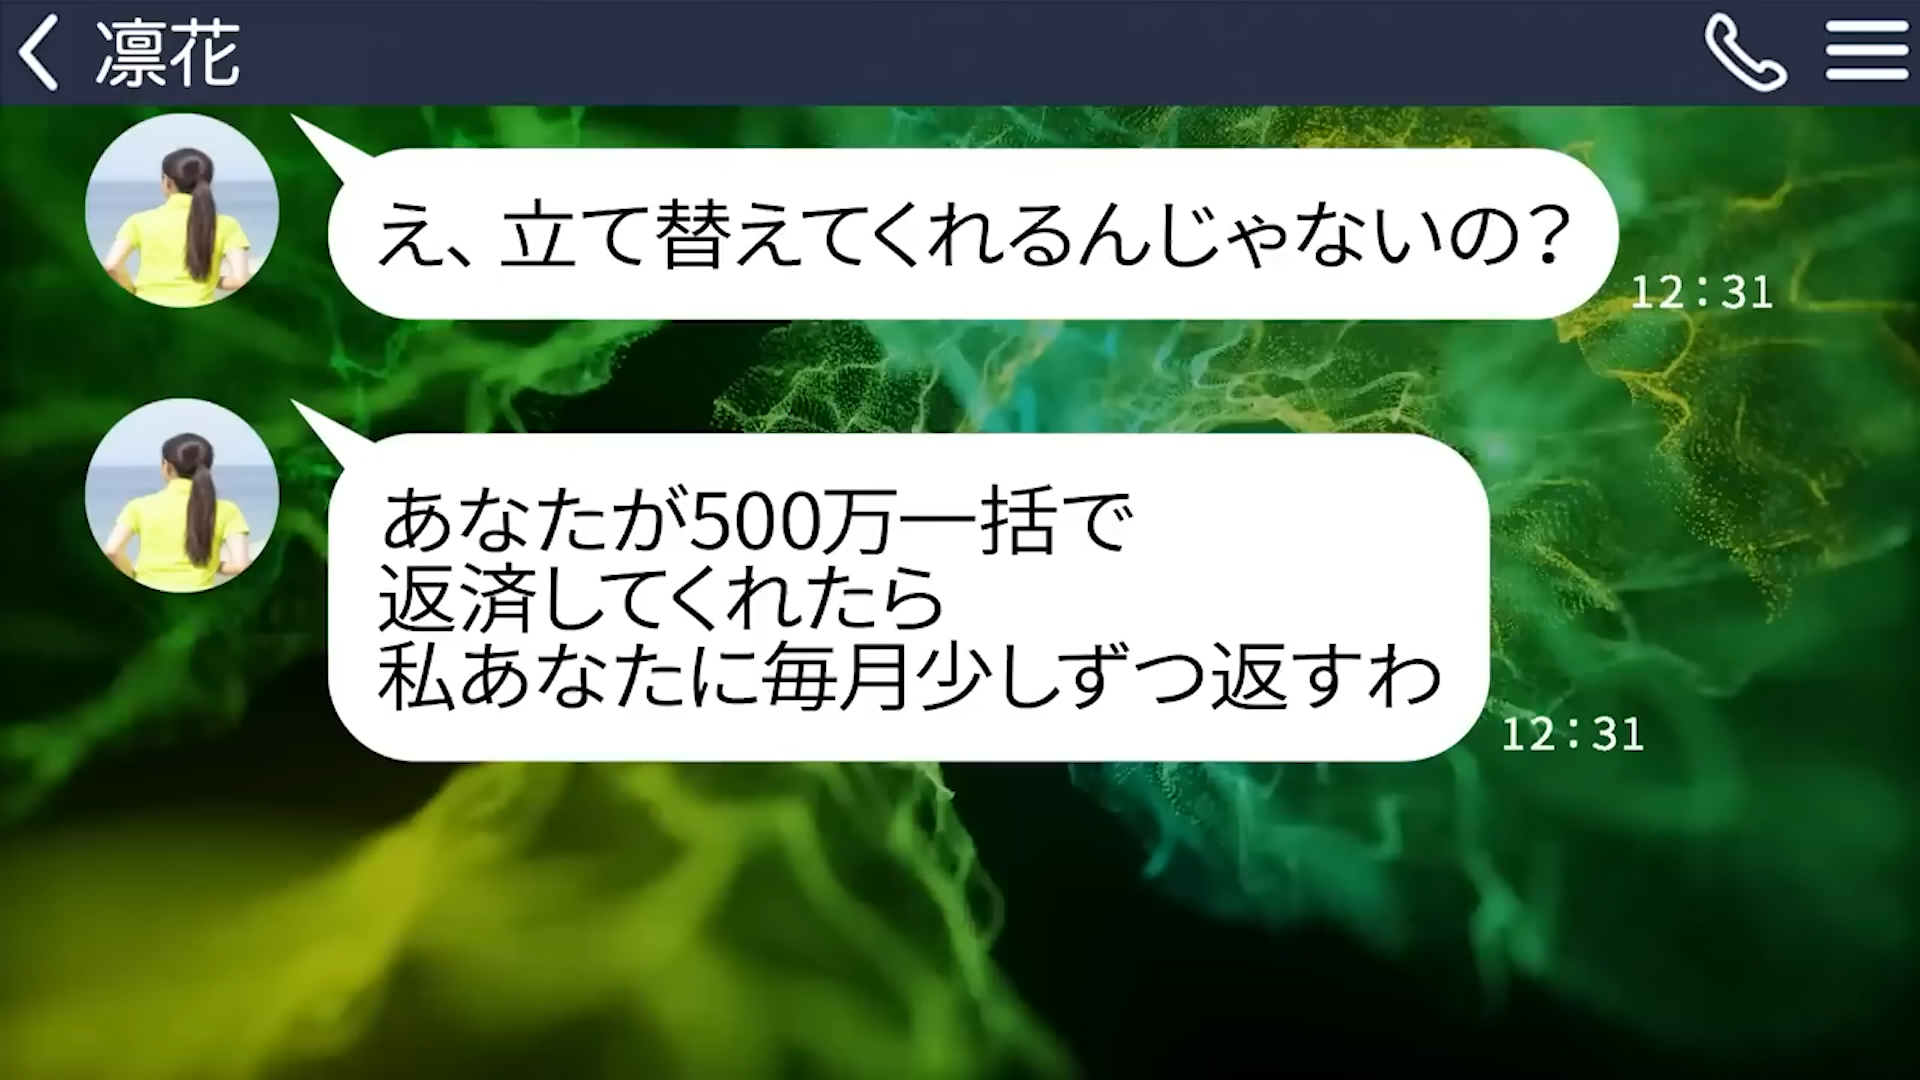 凛花
え、立て替えてくれるんじゃないの？
12：31
あなたが500万一括で
返済してくれたら
私あなたに毎月少しずつ返すわ
12：31